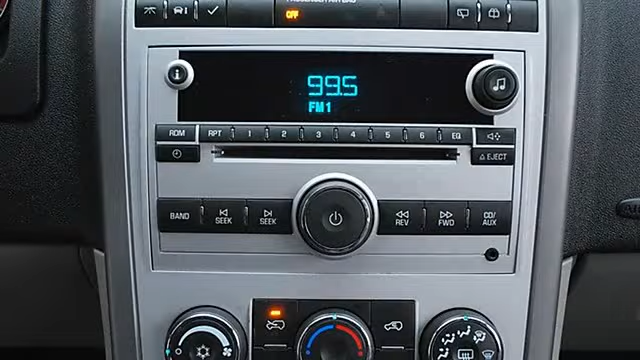 OFF
99.5
FM1
RDM RPT 1 2 3 4 5 6 EQ
EJECT
BAND SEEK SEEK REV FWD CD/
AUX